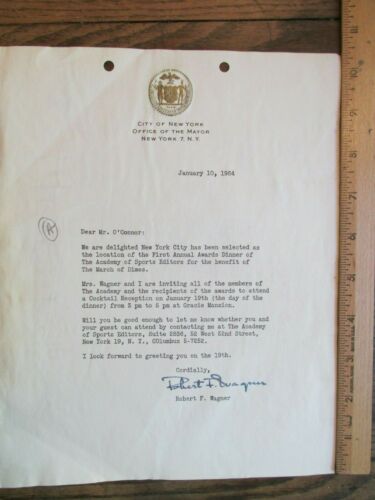 CITY OF NEW YORK
OFFICE OF THE MAYOR
NEW YORK 7, N.Y.
January 10, 1964
A
Dear Mr. O'Connor:
We are delighted New York City has been selected as
the location of the First Annual Awards Dinner of
The Academy of Sports Editors for the benefit of
The March of Dimes.
Mrs. Wagner and I are inviting all of the members of
The Academy and the recipients of the awards to attend
a Cocktail Reception on January 19th (the day of the
dinner) from 3 pm to 5 pm at Gracie Mansion.
Will you be good enough to let me know whether you and
your guest can attend by contacting me at The Academy
of Sports Editors, Suite 2536, 52 West 52nd Street,
New York 19, N. Y., COlumbus 5-7252.
I look forward to greeting you on the 19th.
Cordially,
Robert F. Wagner
Robert F. Wagner